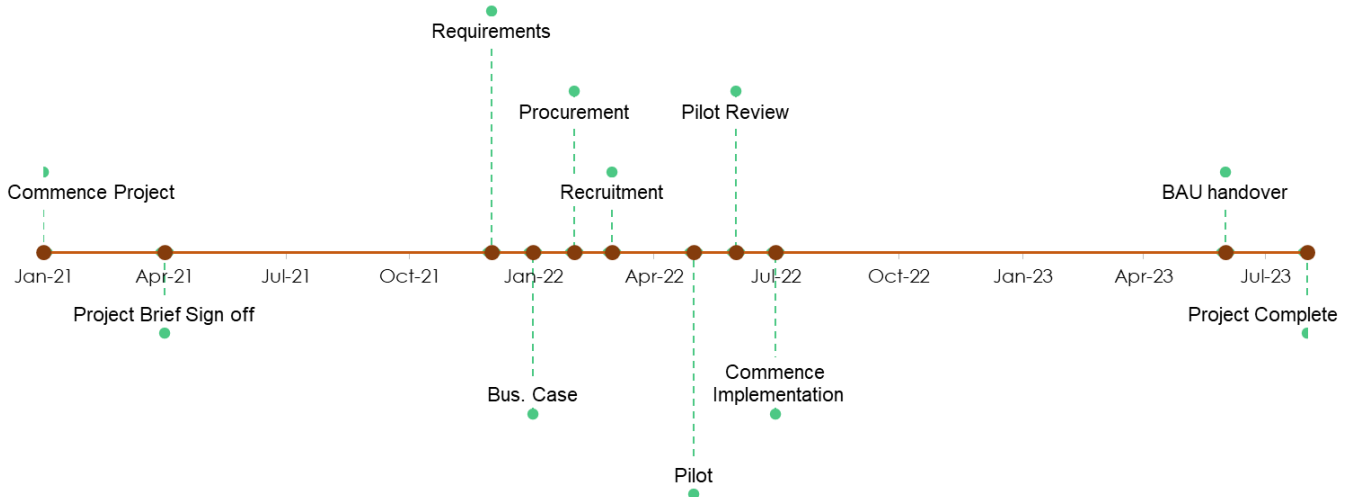 Requirements
Procurement
Pilot Review
Commence Project
Recruitment
BAU handover
Jan-21
Apr-21
Jul-21
Oct-21
Jan-22
Apr-22
Jul-22
Oct-22
Jan-23
Apr-23
Jul-23
Project Brief Sign off
Project Complete
Bus. Case
Commence
Implementation
Pilot